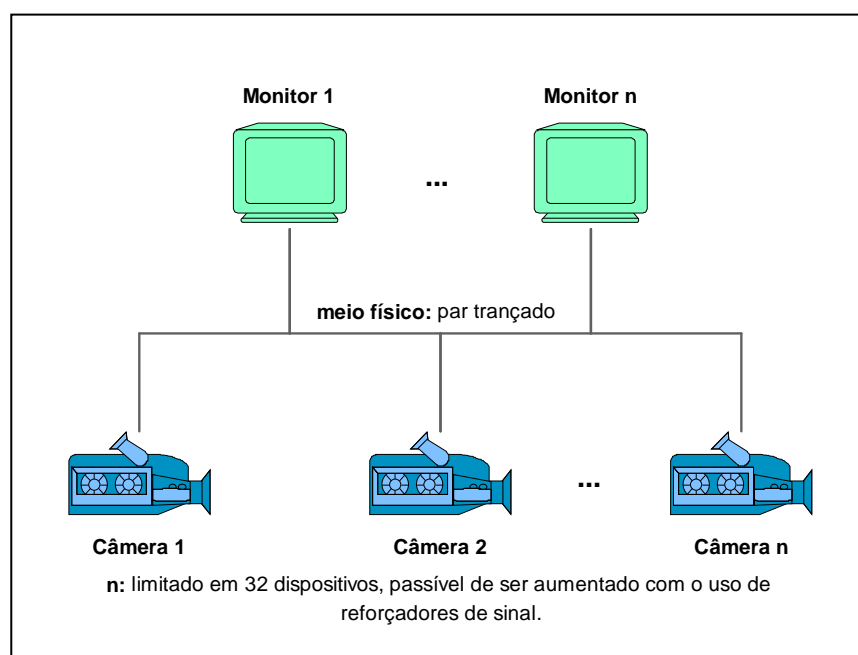 Monitor 1
Monitor n
...
meio físico: par trançado
...
Câmera 1
Câmera 2
Câmera n
n: limitado em 32 dispositivos, passível de ser aumentado com o uso de
reforçadores de sinal.